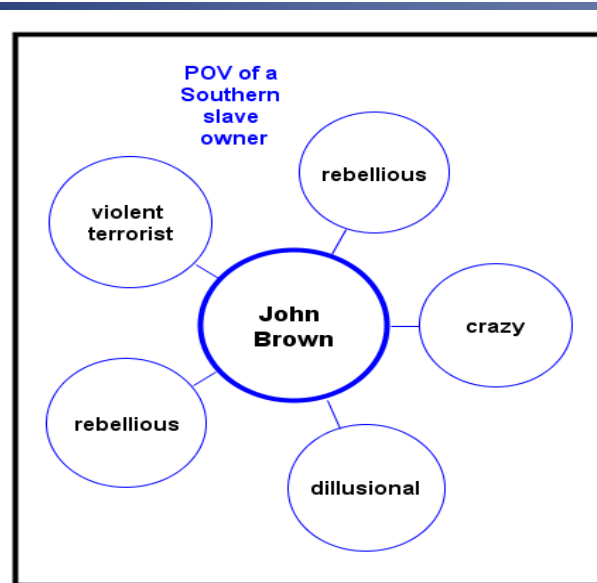 POV of a
Southern
slave
owner
rebellious
violent
terrorist
John
Brown
crazy
rebellious
dillusional